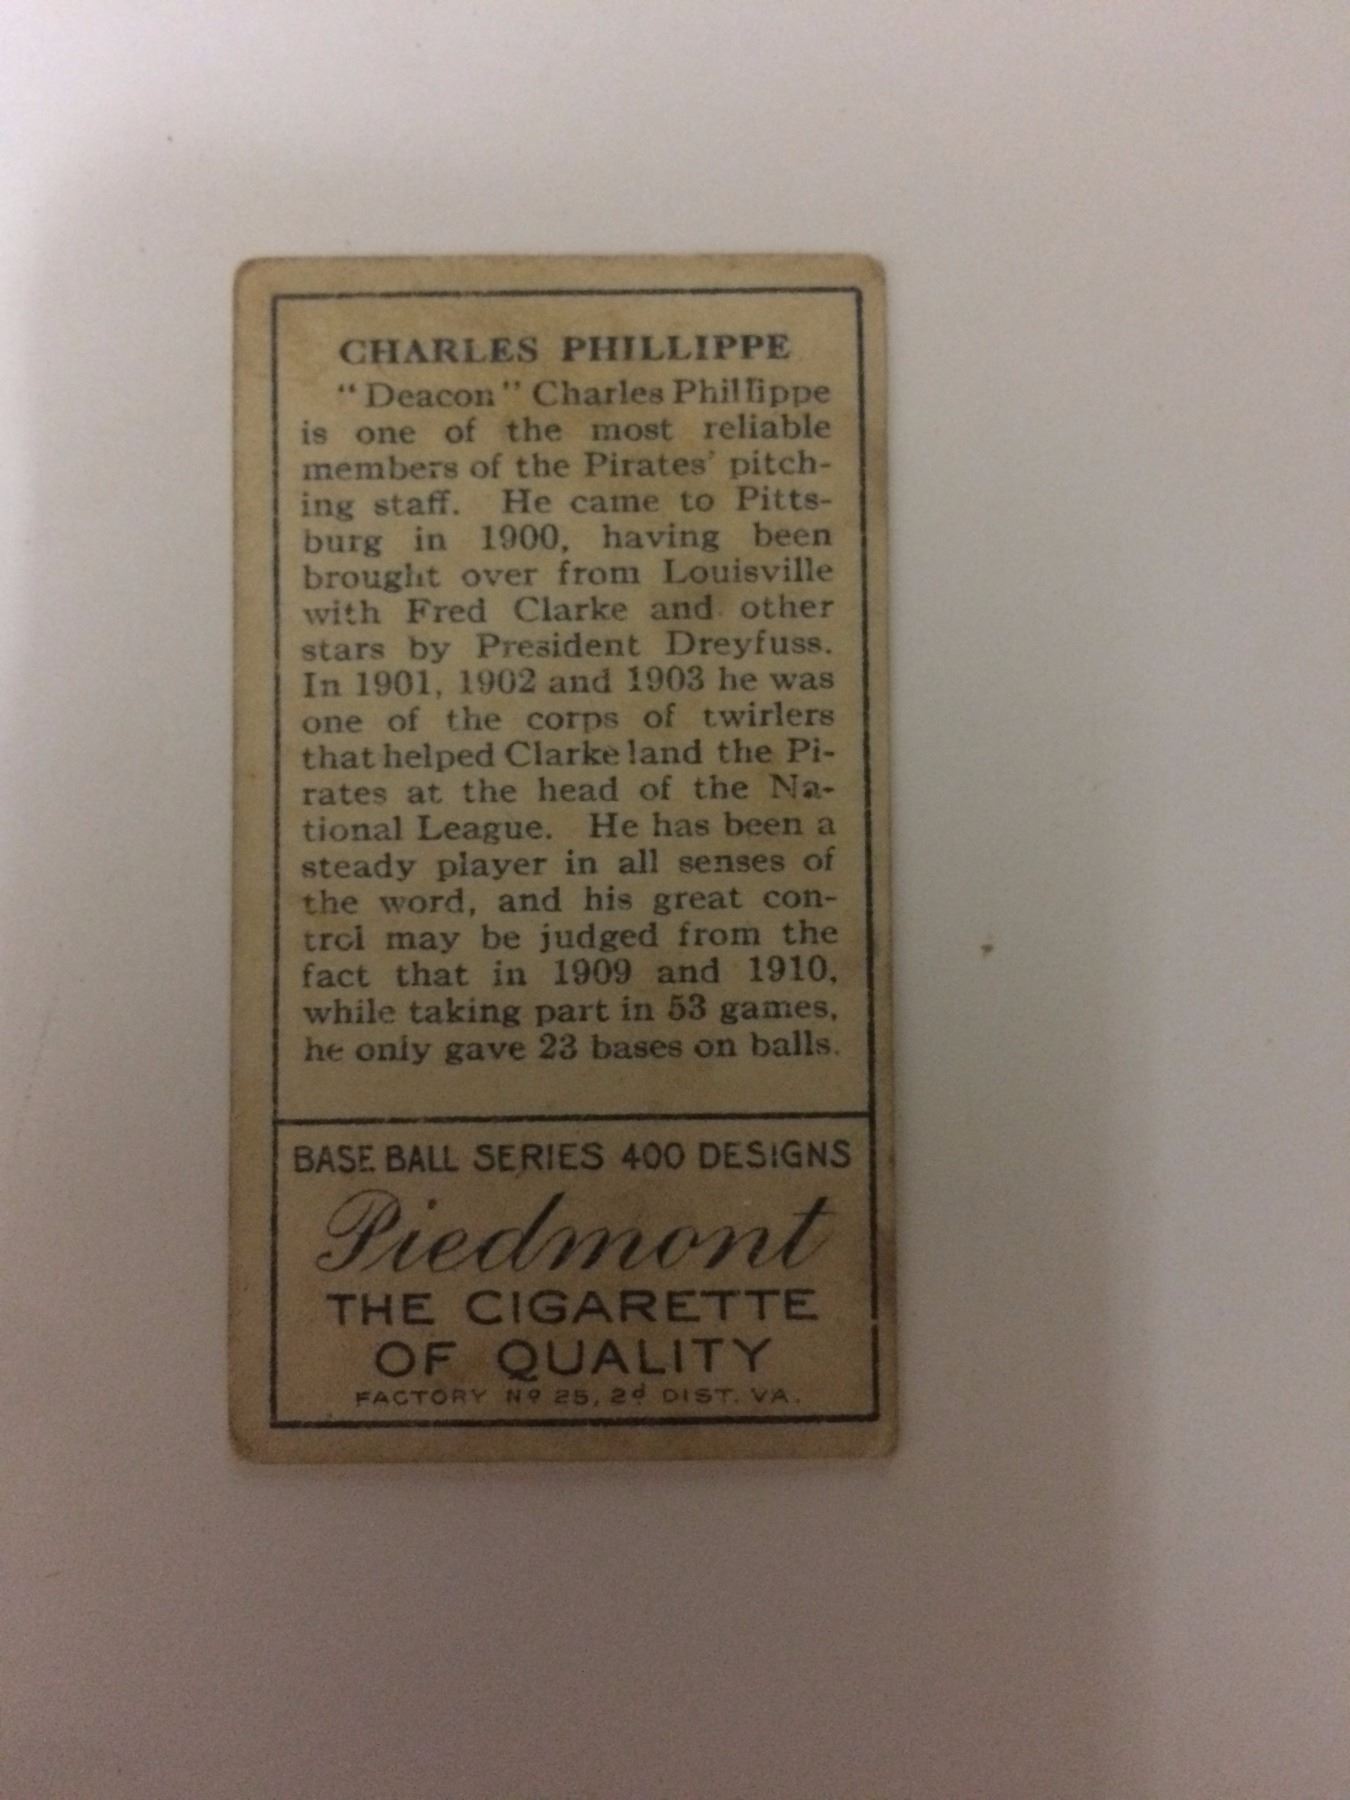 CHARLES PHILLIPPE
"Deacon" Charles Phillippe
is one of the most reliable
members of the Pirates' pitch-
ing staff. He came to Pitts-
burg in 1900, having been
brought over from Louisville
with Fred Clarke and other
stars by President Dreyfuss.
In 1901, 1902 and 1903 he was
one of the corps of twirlers
that helped Clarke land the Pi-
rates at the head of the Na-
tional League. He has been a
steady player in all senses of
the word, and his great con-
trol may be judged from the
fact that in 1909 and 1910,
while taking part in 53 games,
he only gave 23 bases on balls.
BASE BALL SERIES 400 DESIGNS
Piedmont
THE CIGARETTE
OF QUALITY
FACTORY Nº 25, 2d DIST. VA.